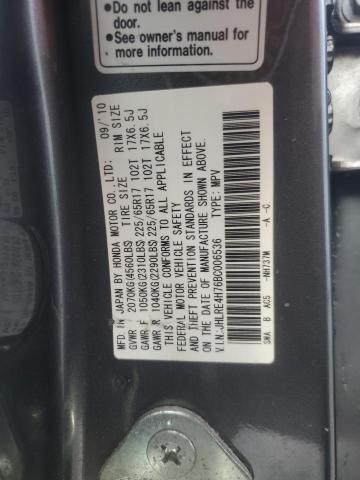 •Do not lean against the
door.
•See owner's manual for
more information.
MFD. IN JAPAN BY HONDA MOTOR CO., LTD: 09/'10
TIRE SIZE RIM SIZE
GVWR 2070KG(4560LBS)
GAWR F 1050KG(2310LBS) 225/65R17 102T 17X6.5J
GAWR R 1040KG(2290LBS) 225/65R17 102T 17X6.5J
THIS VEHICLE CONFORMS TO ALL APPLICABLE
FEDERAL MOTOR VEHICLE SAFETY
AND THEFT PREVENTION STANDARDS IN EFFECT
ON THE DATE OF MANUFACTURE SHOWN ABOVE.
V.I.N.:JHLRE4H76BC006536 TYPE: MPV
SWA B AC5 -NH737M -A -C